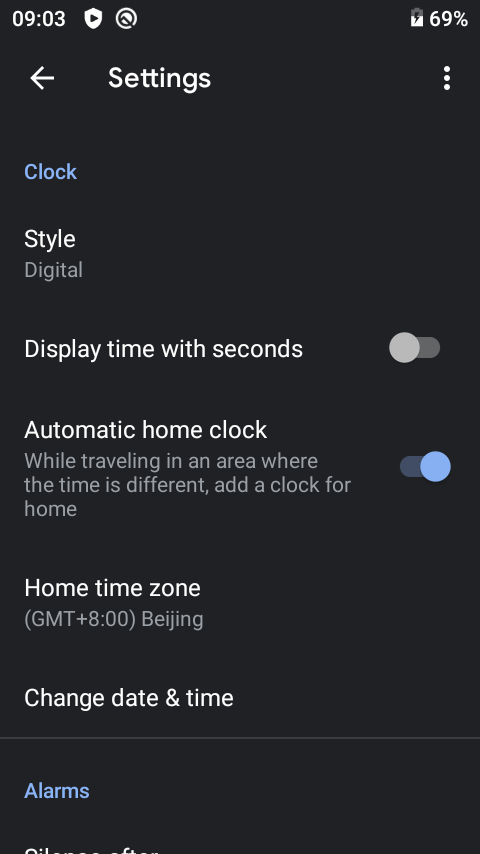 09:03
69%
Settings
Clock
Style
Digital
Display time with seconds
Automatic home clock
While traveling in an area where
the time is different, add a clock for
home
Home time zone
(GMT+8:00) Beijing
Change date & time
Alarms
Silence after